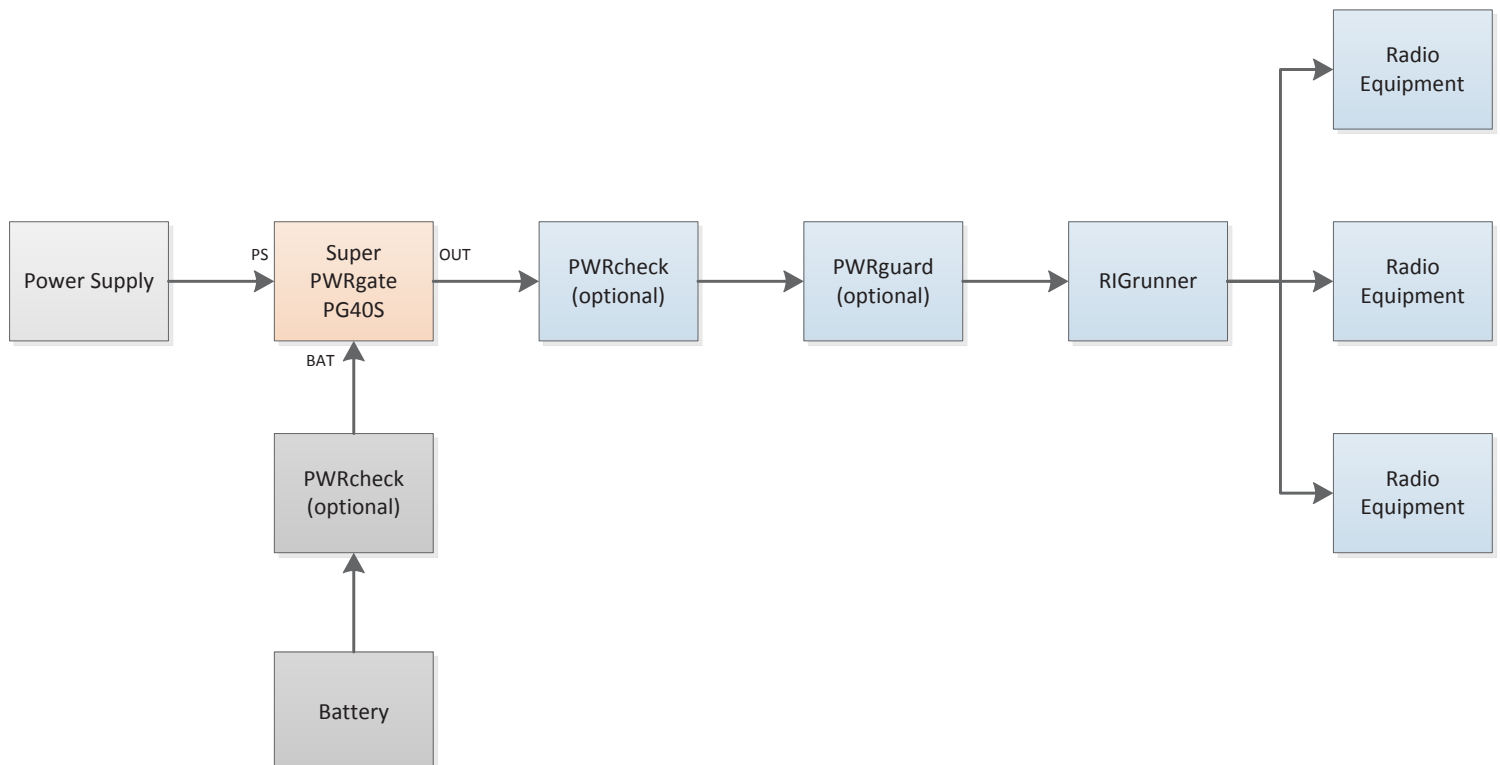 Radio
Equipment
Power Supply
PS
Super
PWRgate
PG40S
OUT
BAT
PWRcheck
(optional)
PWRguard
(optional)
RIGrunner
Radio
Equipment
PWRcheck
(optional)
Radio
Equipment
Battery